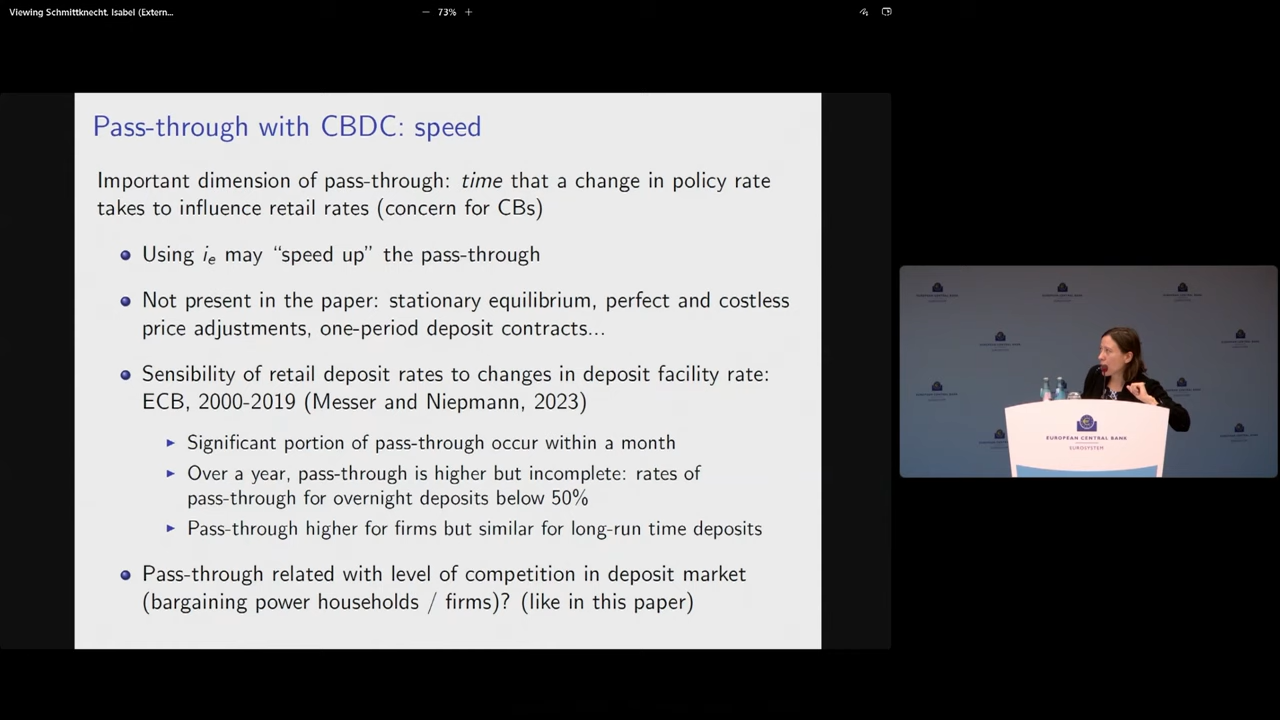 Viewing Schmittknecht, Isabel (Extern...
− 73% +
Pass-through with CBDC: speed
Important dimension of pass-through: time that a change in policy rate
takes to influence retail rates (concern for CBs)
Using ie may “speed up” the pass-through
Not present in the paper: stationary equilibrium, perfect and costless
price adjustments, one-period deposit contracts...
Sensibility of retail deposit rates to changes in deposit facility rate:
ECB, 2000-2019 (Messer and Niepmann, 2023)
Significant portion of pass-through occur within a month
Over a year, pass-through is higher but incomplete: rates of
pass-through for overnight deposits below 50%
Pass-through higher for firms but similar for long-run time deposits
Pass-through related with level of competition in deposit market
(bargaining power households / firms)? (like in this paper)
EUROPEAN CENTRAL BANK
EUROSYSTEM